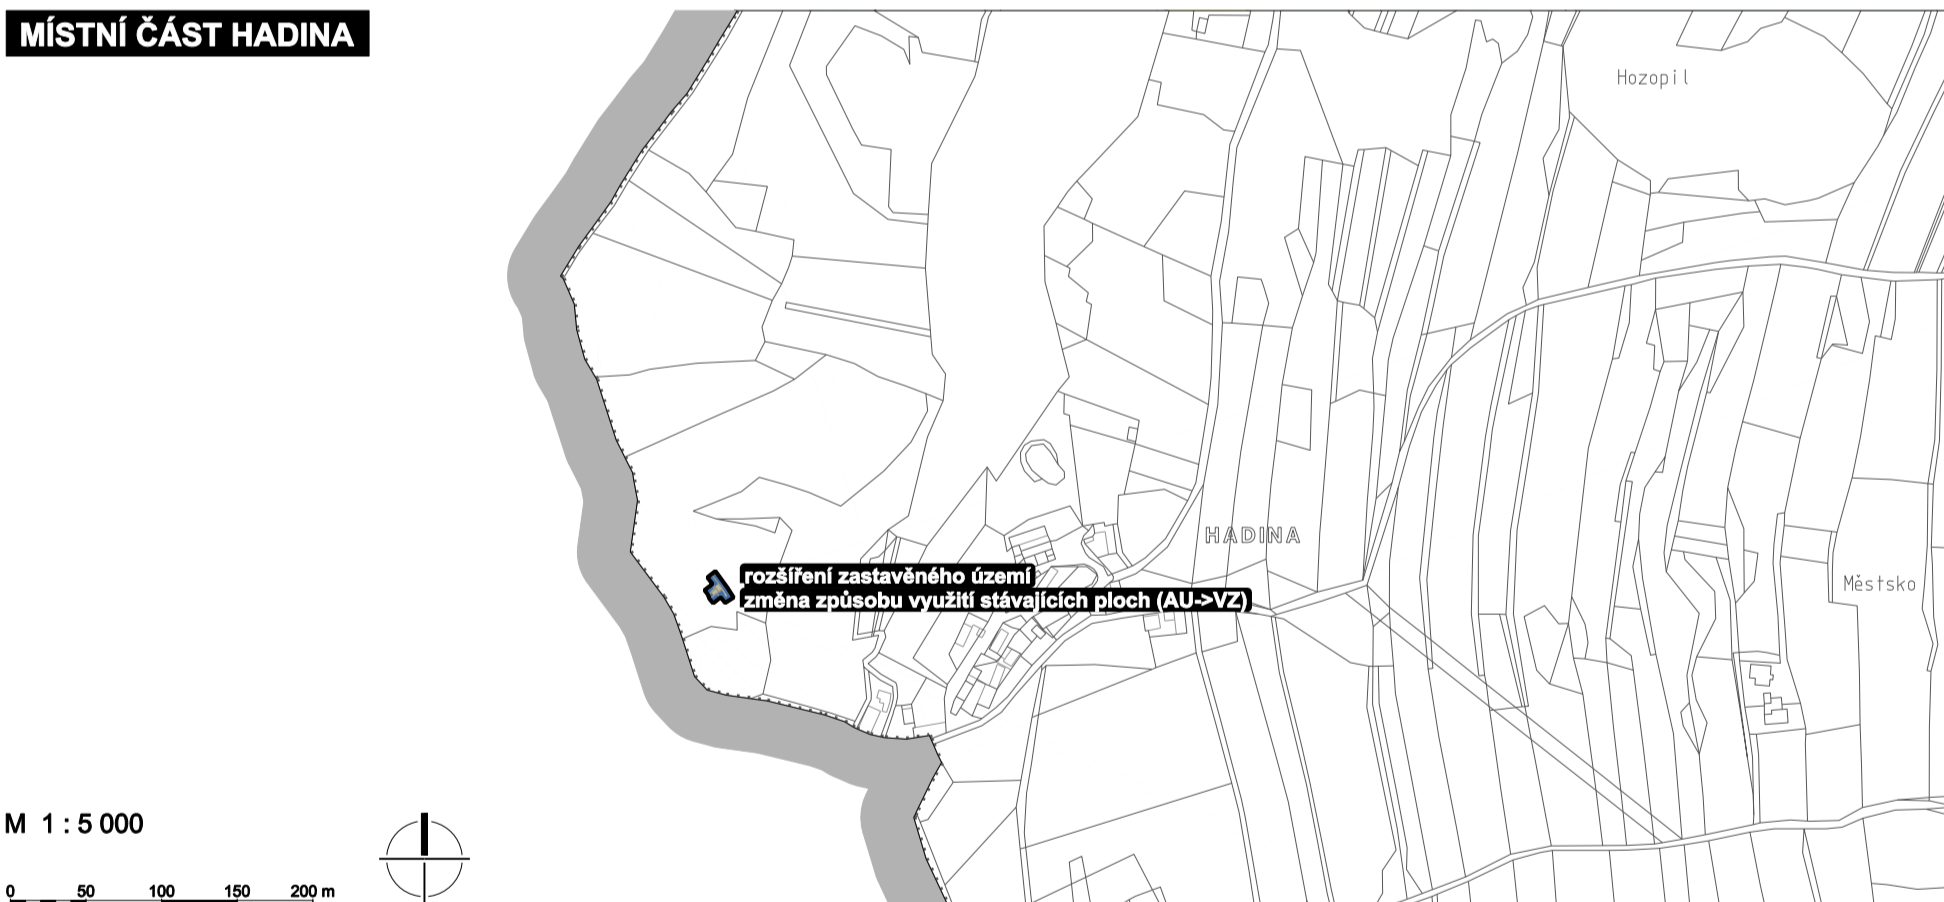 MÍSTNÍ ČÁST HADINA
Hozopil
HADINA
rozšíření zastavěného území
změna způsobu využití stávajících ploch (AU->VZ)
Městsko
M 1 : 5 000
0 50 100 150 200 m